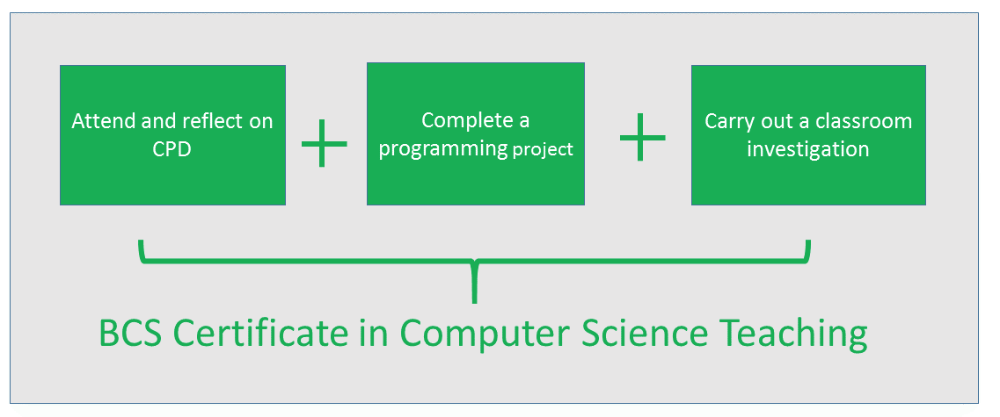 Attend and reflect on
CPD
Complete a
programming project
Carry out a classroom
investigation
BCS Certificate in Computer Science Teaching